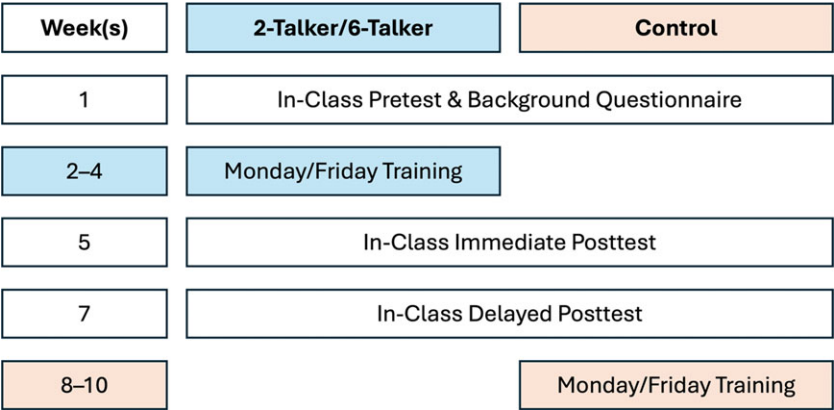 Week(s) 2-Talker/6-Talker Control
1 In-Class Pretest & Background Questionnaire
2–4 Monday/Friday Training
5 In-Class Immediate Posttest
7 In-Class Delayed Posttest
8–10 Monday/Friday Training